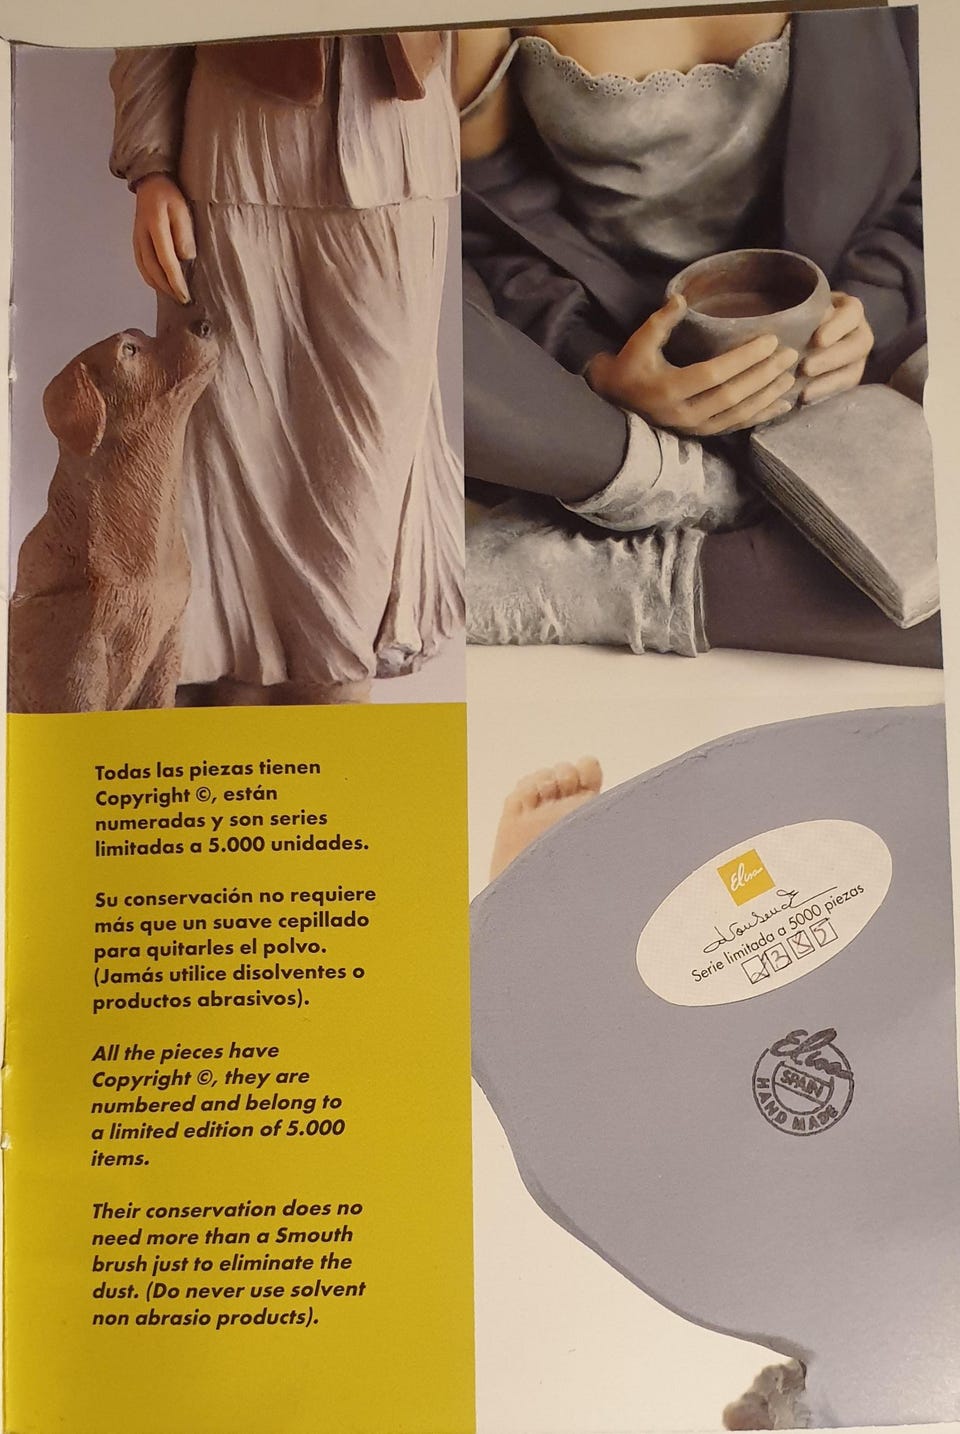 Todas las piezas tienen
Copyright ©, están
numeradas y son series
limitadas a 5.000 unidades.
Su conservación no requiere
más que un suave cepillado
para quitarles el polvo.
(Jamás utilice disolventes o
productos abrasivos).
All the pieces have
Copyright ©, they are
numbered and belong to
a limited edition of 5.000
items.
Their conservation does no
need more than a Smouth
brush just to eliminate the
dust. (Do never use solvent
non abrasio products).
Elisa
Serie limitada a 5000 piezas
Elisa
SPAIN
HAND MADE